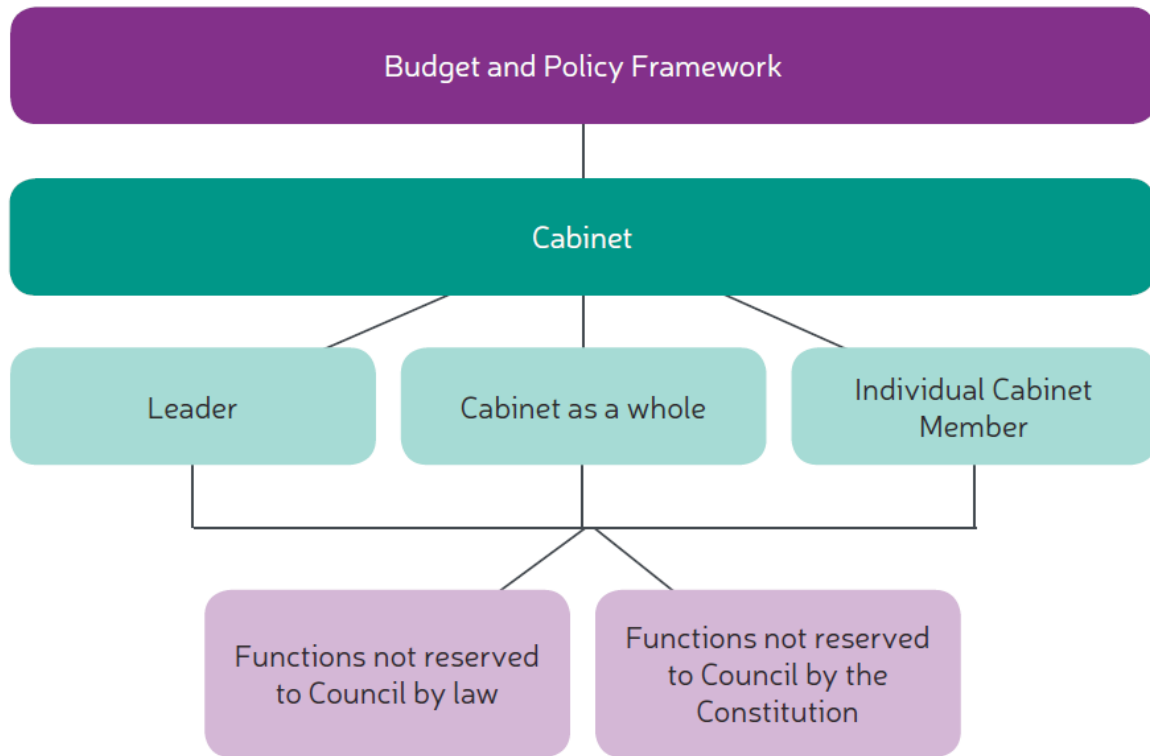 Budget and Policy Framework
Cabinet
Leader
Cabinet as a whole
Individual Cabinet
Member
Functions not reserved
to Council by law
Functions not reserved
to Council by the
Constitution